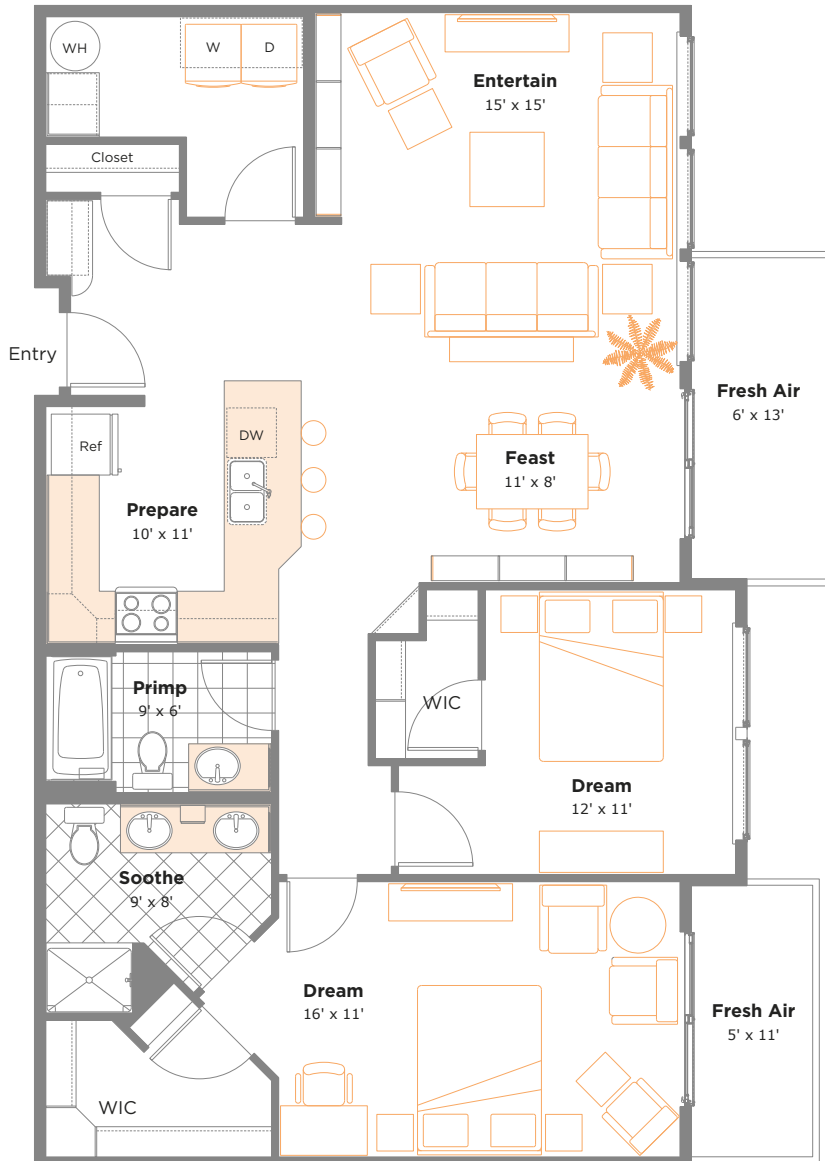 WH
W
D
Entertain
15' x 15'
Closet
Entry
Fresh Air
6' x 13'
Ref
DW
Feast
11' x 8'
Prepare
10' x 11'
Primp
9' x 6'
WIC
Dream
12' x 11'
Soothe
9' x 8'
Dream
16' x 11'
Fresh Air
5' x 11'
WIC